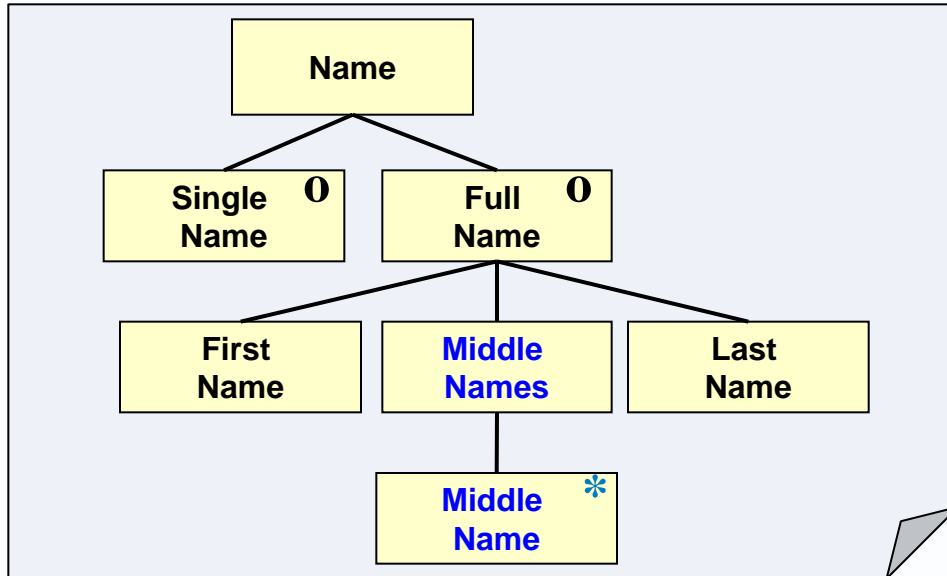 Name
Single o
Name
Full o
Name
First
Name
Middle
Names
Last
Name
Middle *
Name